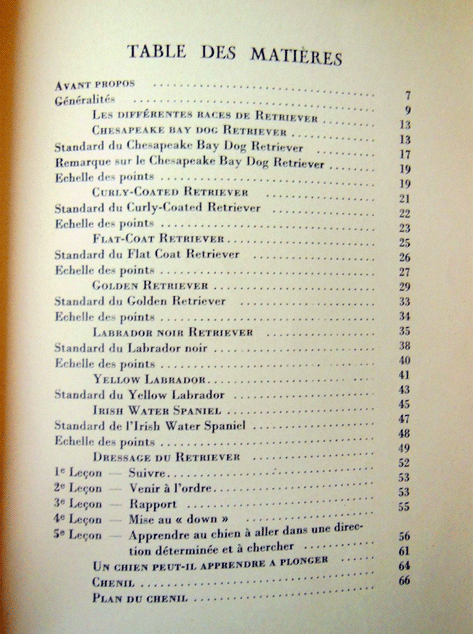 TABLE DES MATIÈRES
AVANT PROPOS .......... 7
Généralités .......... 9
LES DIFFÉRENTES RACES DE RETRIEVER .......... 13
CHESAPEAKE BAY DOG RETRIEVER .......... 13
Standard du Chesapeake Bay Dog Retriever .......... 17
Remarque sur le Chesapeake Bay Dog Retriever .......... 19
Echelle des points .......... 19
CURLY-COATED RETRIEVER .......... 21
Standard du Curly-Coated Retriever .......... 22
Echelle des points .......... 23
FLAT-COAT RETRIEVER .......... 25
Standard du Flat Coat Retriever .......... 26
Echelle des points .......... 27
GOLDEN RETRIEVER .......... 29
Standard du Golden Retriever .......... 33
Echelle des points .......... 34
LABRADOR NOIR RETRIEVER .......... 35
Standard du Labrador noir .......... 38
Echelle des points .......... 40
YELLOW LABRADOR .......... 41
Standard du Yellow Labrador .......... 43
IRISH WATER SPANIEL .......... 45
Standard de l'Irish Water Spaniel .......... 47
Echelle des points .......... 48
DRESSAGE DU RETRIEVER .......... 49
1e Leçon — Suivre .......... 52
2e Leçon — Venir à l'ordre .......... 53
3e Leçon — Rapport .......... 53
4e Leçon — Mise au « down » .......... 55
5e Leçon — Apprendre au chien à aller dans une direc-
tion déterminée et à chercher .......... 56
UN CHIEN PEUT-IL APPRENDRE A PLONGER .......... 61
CHENIL .......... 64
PLAN DU CHENIL .......... 66